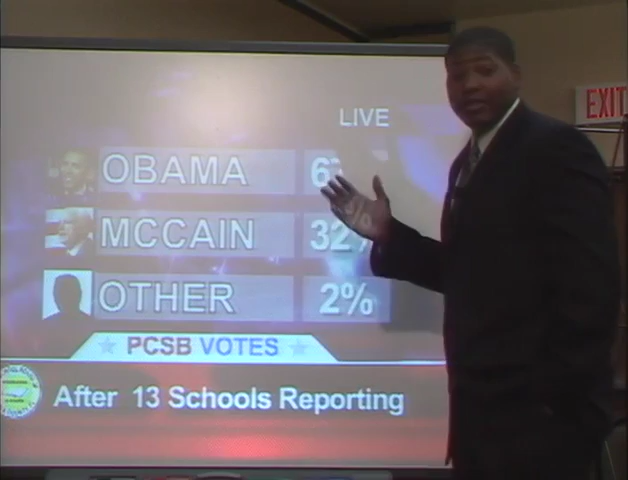 LIVE
EXIT
OBAMA
MCCAIN 32%
OTHER 2%
PCSB VOTES
After 13 Schools Reporting